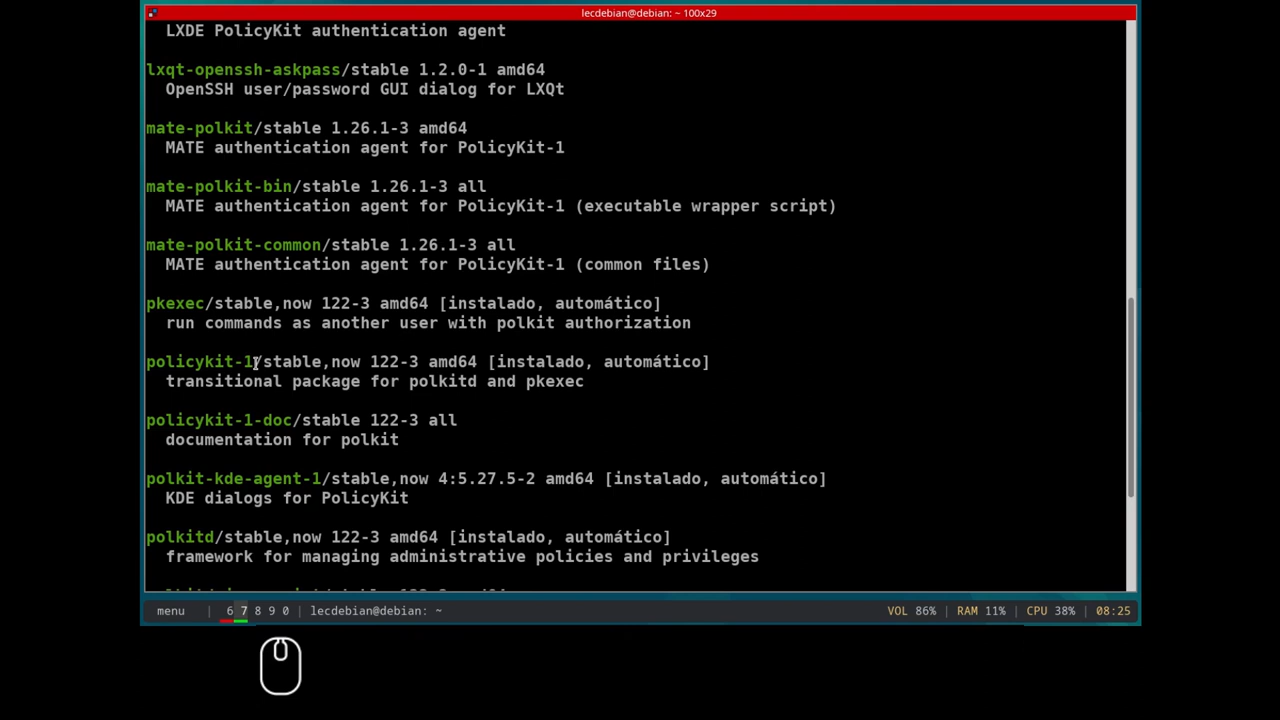 lecdebian@debian: ~ 100x29
LXDE PolicyKit authentication agent
lxqt-openssh-askpass/stable 1.2.0-1 amd64
OpenSSH user/password GUI dialog for LXQt
mate-polkit/stable 1.26.1-3 amd64
MATE authentication agent for PolicyKit-1
mate-polkit-bin/stable 1.26.1-3 all
MATE authentication agent for PolicyKit-1 (executable wrapper script)
mate-polkit-common/stable 1.26.1-3 all
MATE authentication agent for PolicyKit-1 (common files)
pkexec/stable,now 122-3 amd64 [instalado, automático]
run commands as another user with polkit authorization
policykit-1/stable,now 122-3 amd64 [instalado, automático]
transitional package for polkitd and pkexec
policykit-1-doc/stable 122-3 all
documentation for polkit
polkit-kde-agent-1/stable,now 4:5.27.5-2 amd64 [instalado, automático]
KDE dialogs for PolicyKit
polkitd/stable,now 122-3 amd64 [instalado, automático]
framework for managing administrative policies and privileges
menu | 6 7 8 9 0 | lecdebian@debian: ~ VOL 86% | RAM 11% | CPU 38% | 08:25